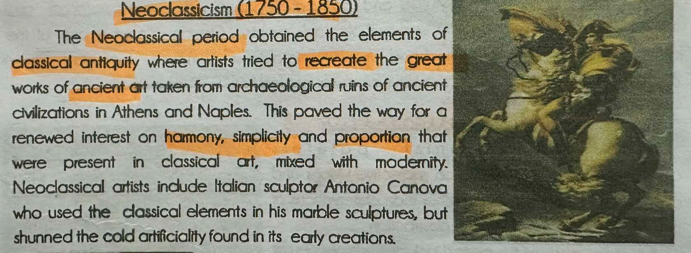 Neoclassicism (1750 - 1850)
The Neoclassical period obtained the elements of
classical antiquity where artists tried to recreate the great
works of ancient art taken from archaeological ruins of ancient
civilizations in Athens and Naples. This paved the way for a
renewed interest on harmony, simplicity and proportion that
were present in classical art, mixed with modernity.
Neoclassical artists include Italian sculptor Antonio Canova
who used the classical elements in his marble sculptures, but
shunned the cold artificiality found in its early creations.